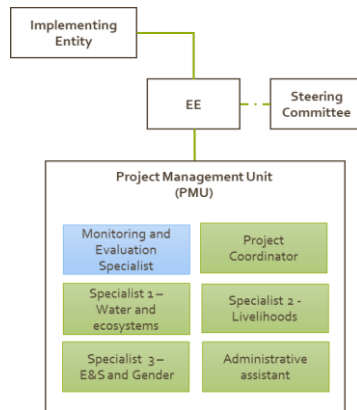 Implementing
Entity
EE
Steering
Committee
Project Management Unit
(PMU)
Monitoring and
Evaluation
Specialist
Project
Coordinator
Specialist 1 –
Water and
ecosystems
Specialist 2 -
Livelihoods
Specialist 3 –
E&S and Gender
Administrative
assistant